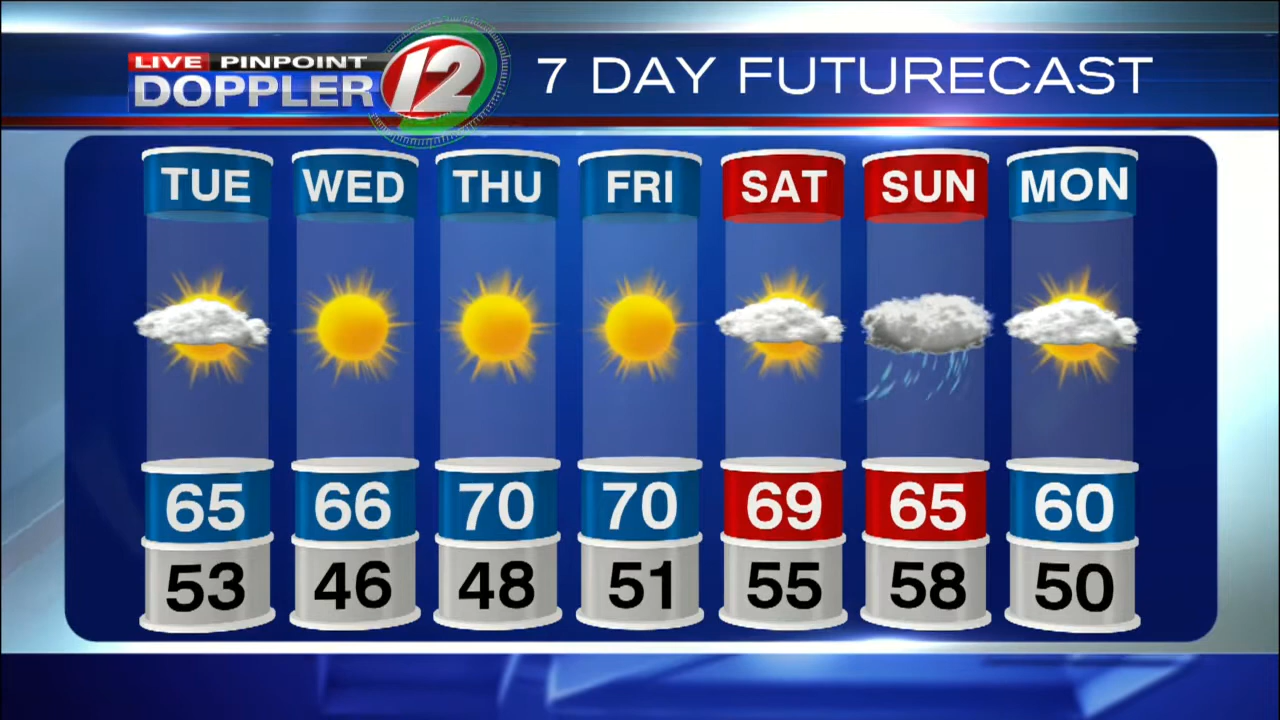 LIVE PINPOINT
DOPPLER 12
7 DAY FUTURECAST
TUE WED THU FRI SAT SUN MON
65 66 70 70 69 65 60
53 46 48 51 55 58 50